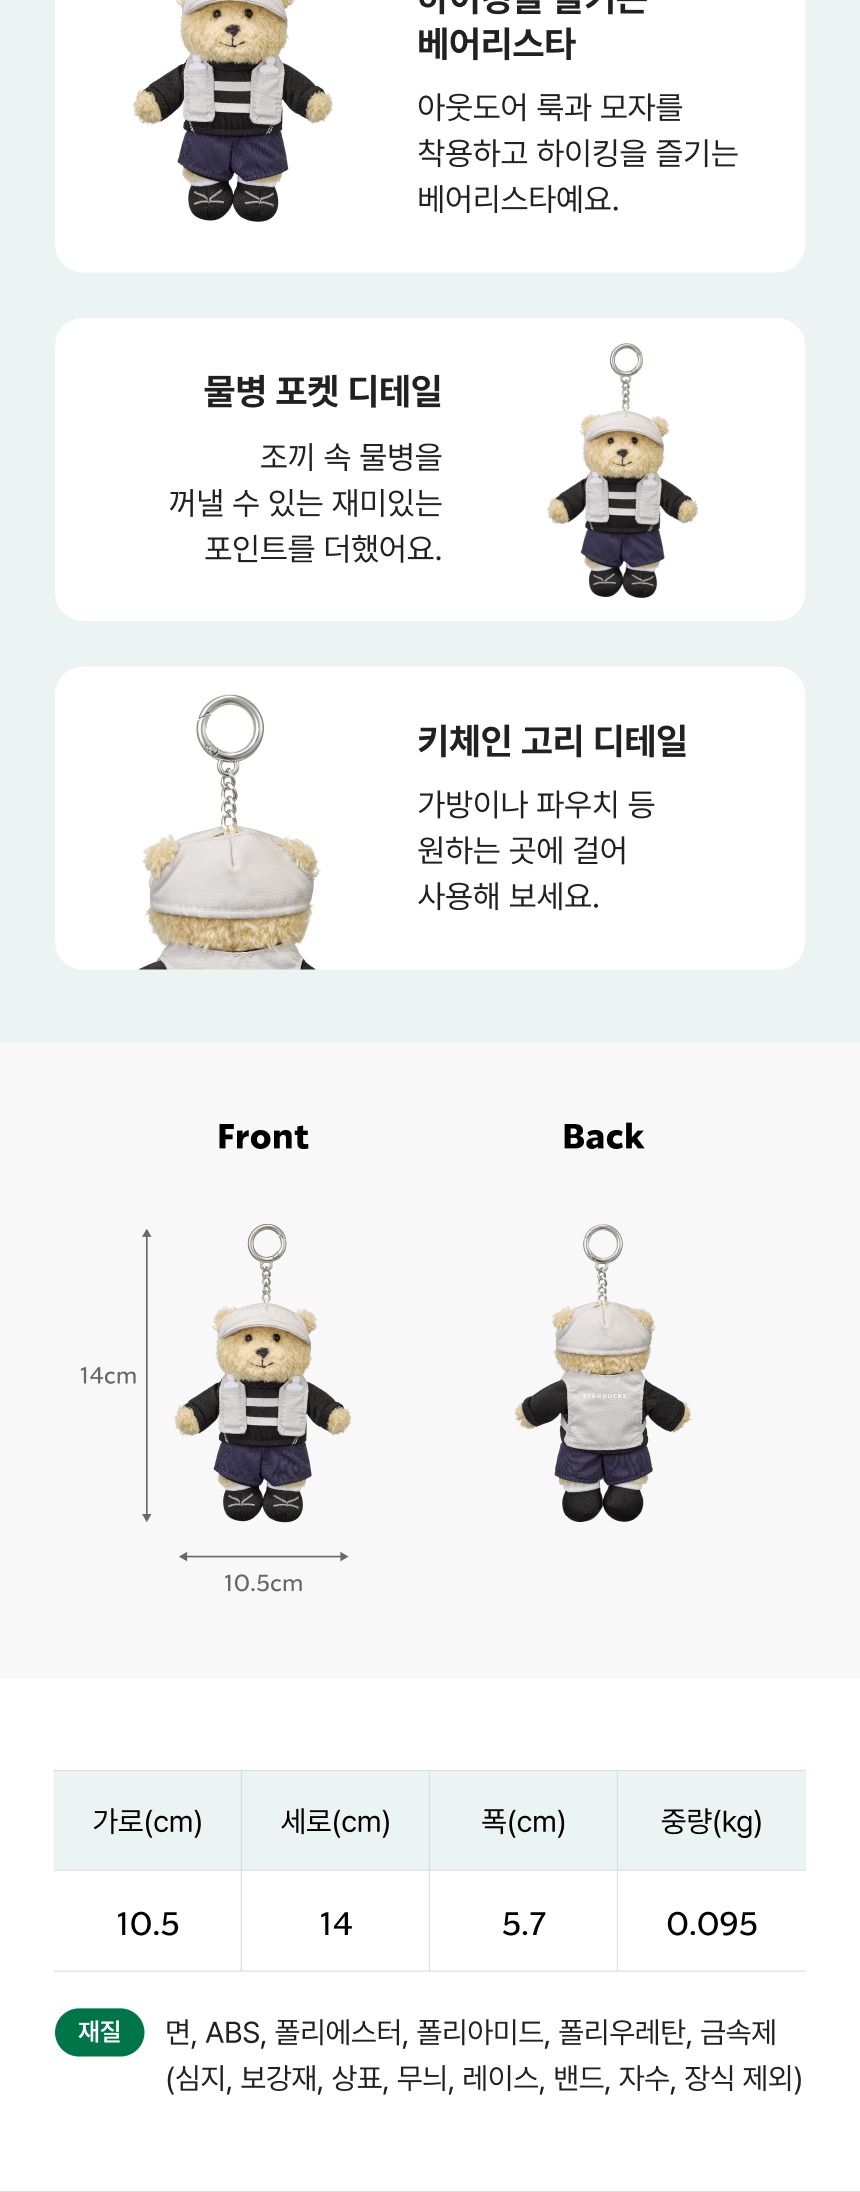 하이킹을 즐기는
베어리스타
아웃도어 룩과 모자를
착용하고 하이킹을 즐기는
베어리스타예요.
물병 포켓 디테일
조끼 속 물병을
꺼낼 수 있는 재미있는
포인트를 더했어요.
키체인 고리 디테일
가방이나 파우치 등
원하는 곳에 걸어
사용해 보세요.
Front
Back
14cm
STARBUCKS
10.5cm
가로(cm)
세로(cm)
폭(cm)
중량(kg)
10.5
14
5.7
0.095
재질
면, ABS, 폴리에스터, 폴리아미드, 폴리우레탄, 금속제
(심지, 보강재, 상표, 무늬, 레이스, 밴드, 자수, 장식 제외)